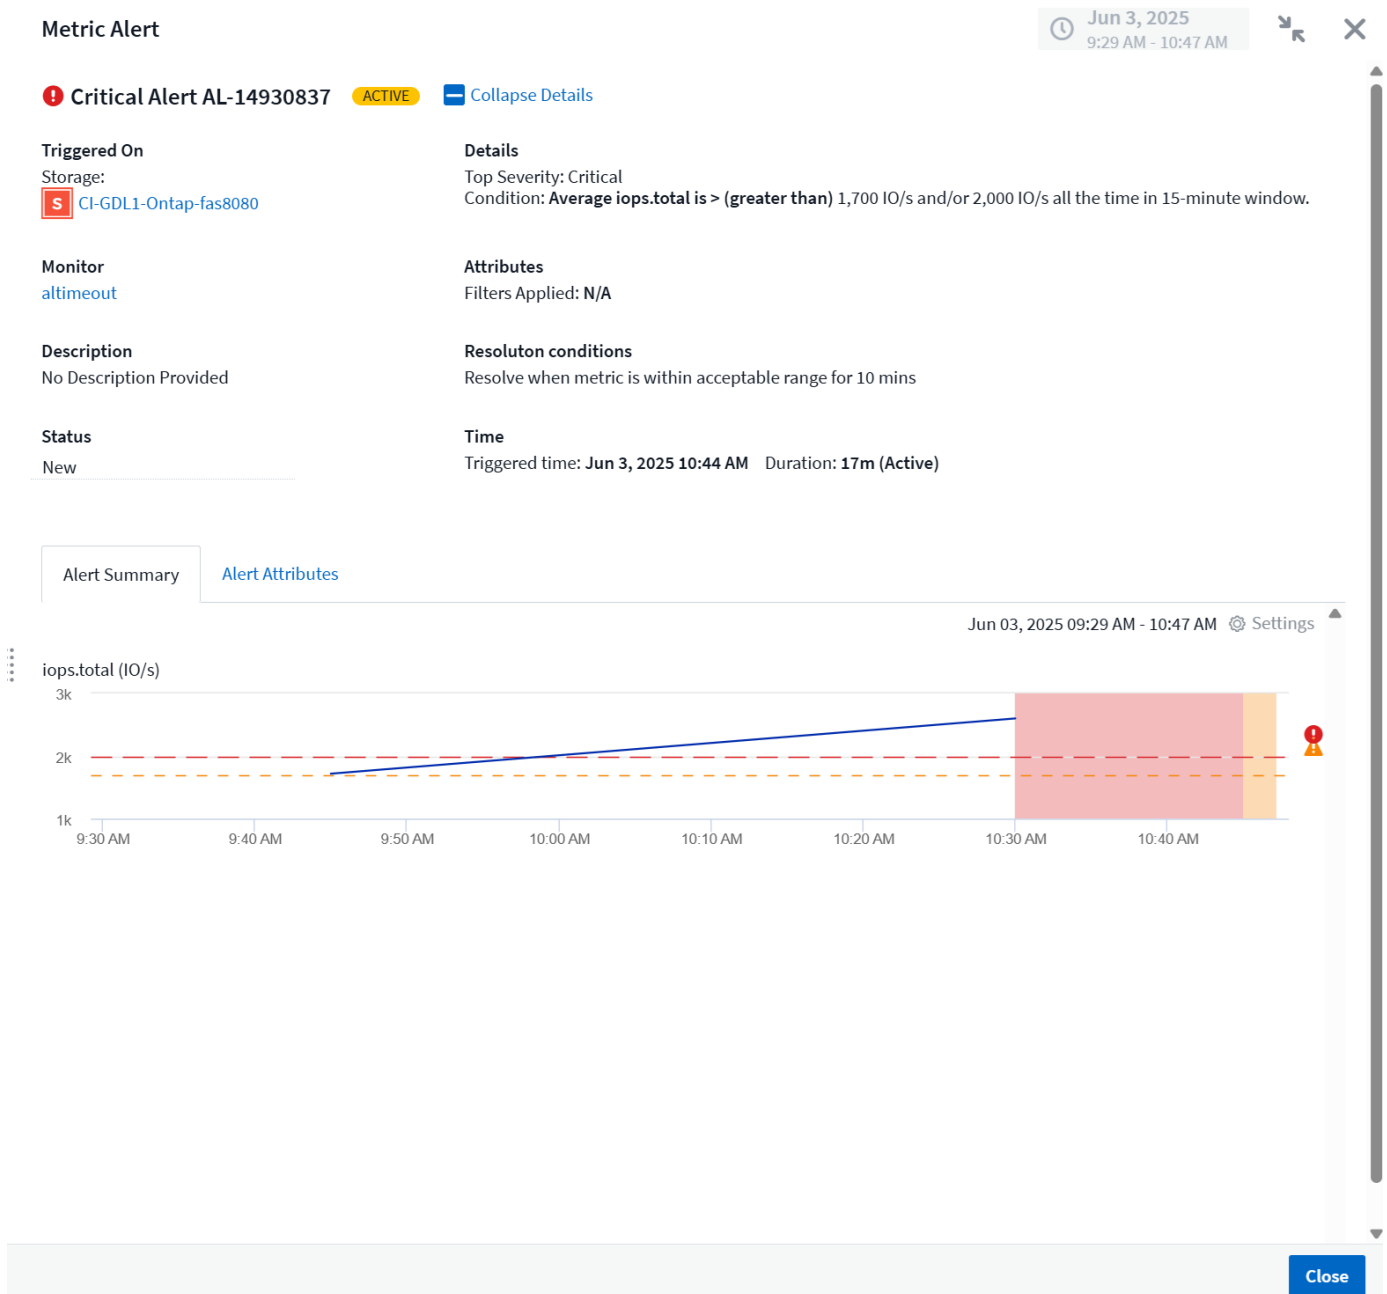 Metric Alert
Jun 3, 2025
9:29 AM - 10:47 AM
Critical Alert AL-14930837 ACTIVE Collapse Details
Triggered On
Storage:
S CI-GDL1-Ontap-fas8080
Details
Top Severity: Critical
Condition: Average iops.total is > (greater than) 1,700 IO/s and/or 2,000 IO/s all the time in 15-minute window.
Monitor
altimeout
Attributes
Filters Applied: N/A
Description
No Description Provided
Resoluton conditions
Resolve when metric is within acceptable range for 10 mins
Status
New
Time
Triggered time: Jun 3, 2025 10:44 AM Duration: 17m (Active)
Alert Summary Alert Attributes
Jun 03, 2025 09:29 AM - 10:47 AM Settings
iops.total (IO/s)
3k
2k
1k
9:30 AM 9:40 AM 9:50 AM 10:00 AM 10:10 AM 10:20 AM 10:30 AM 10:40 AM
Close